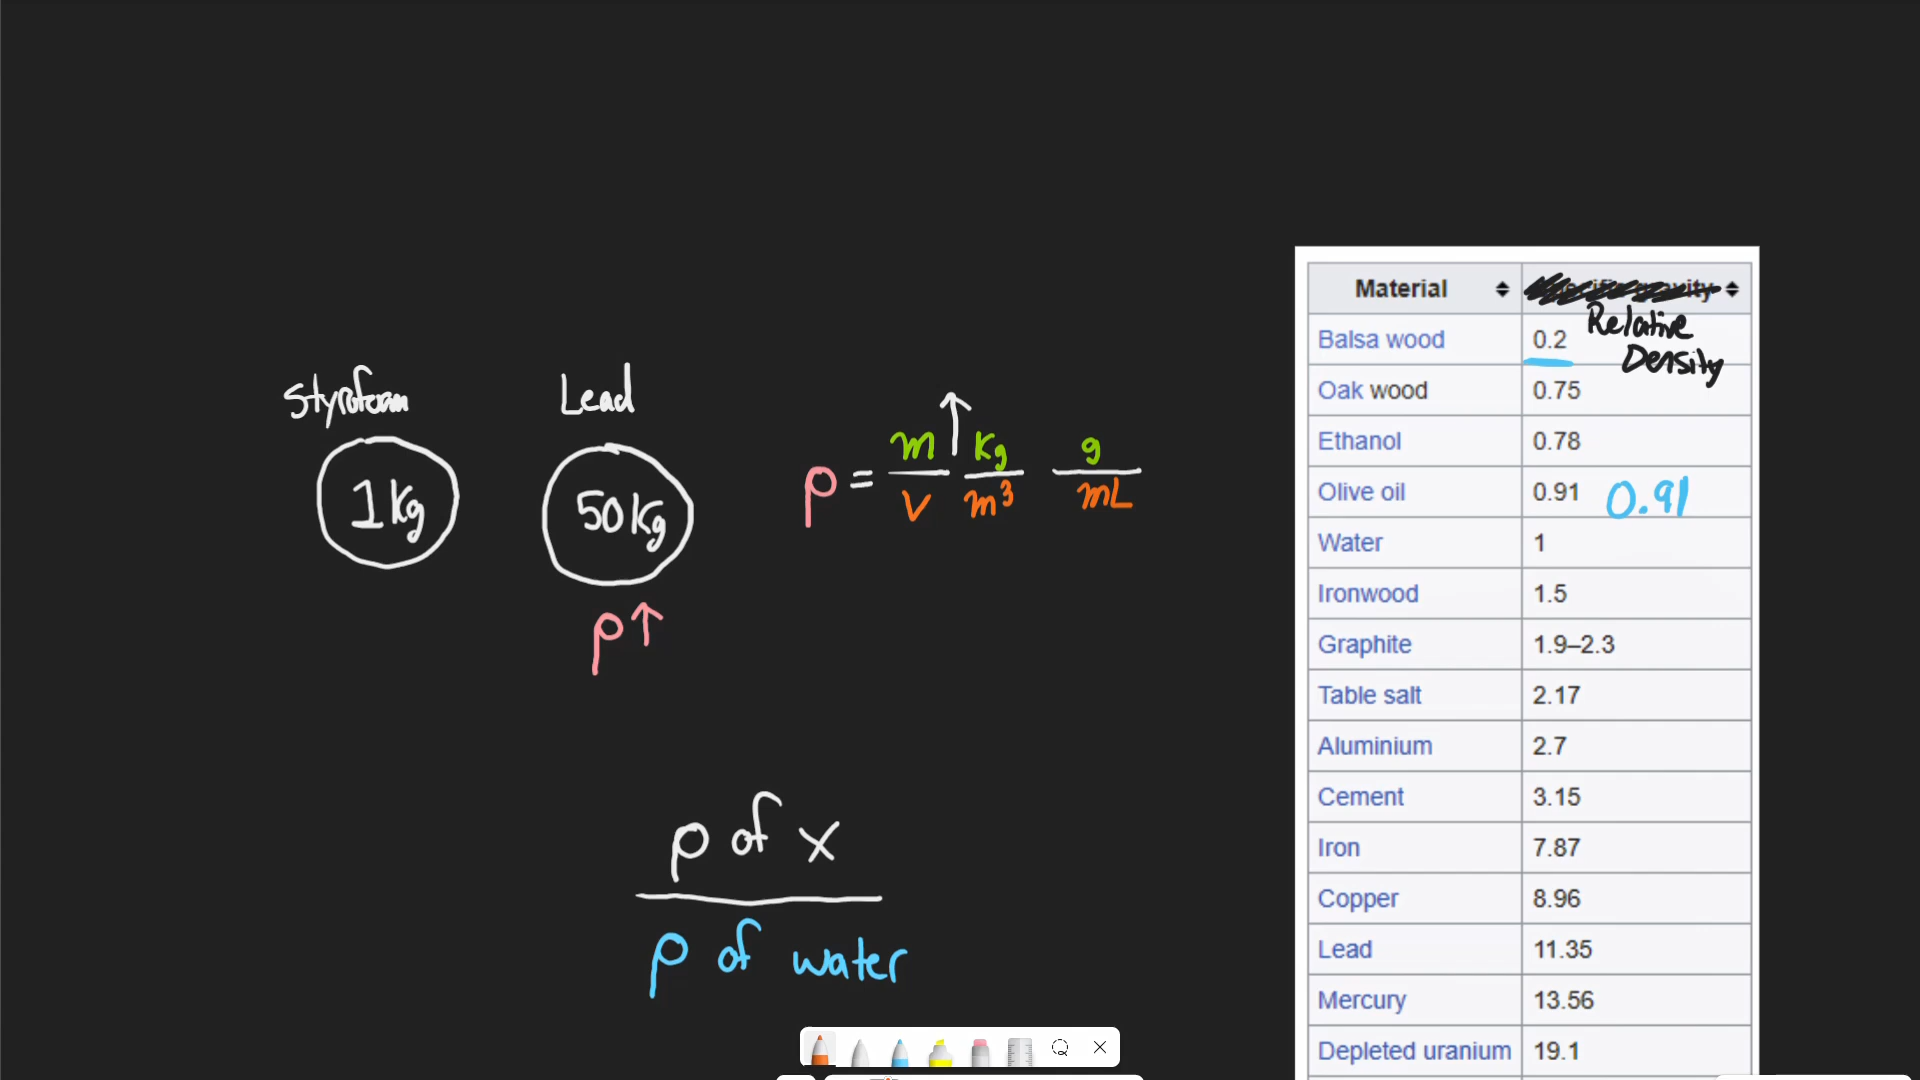 Styrofoam
Lead
1kg
50kg
ρ↑
ρ = m/V kg/m³ g/mL
ρ of x
ρ of water
Material
Relative
Density
Balsa wood 0.2
Oak wood 0.75
Ethanol 0.78
Olive oil 0.91 0.91
Water 1
Ironwood 1.5
Graphite 1.9–2.3
Table salt 2.17
Aluminium 2.7
Cement 3.15
Iron 7.87
Copper 8.96
Lead 11.35
Mercury 13.56
Depleted uranium 19.1